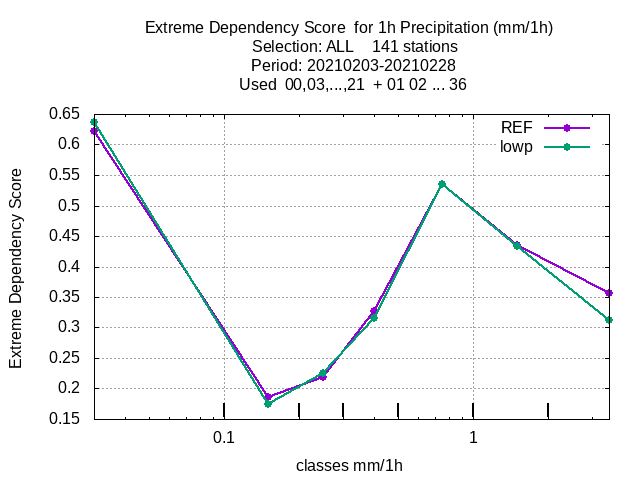 Extreme Dependency Score  for 1h Precipitation (mm/1h)
Selection: ALL    141 stations
Period: 20210203-20210228
Used  00,03,...,21  + 01 02 ... 36
REF
lowp
0.65
0.6
0.55
0.5
0.45
0.4
0.35
0.3
0.25
0.2
0.15
Extreme Dependency Score
0.1 1
classes mm/1h